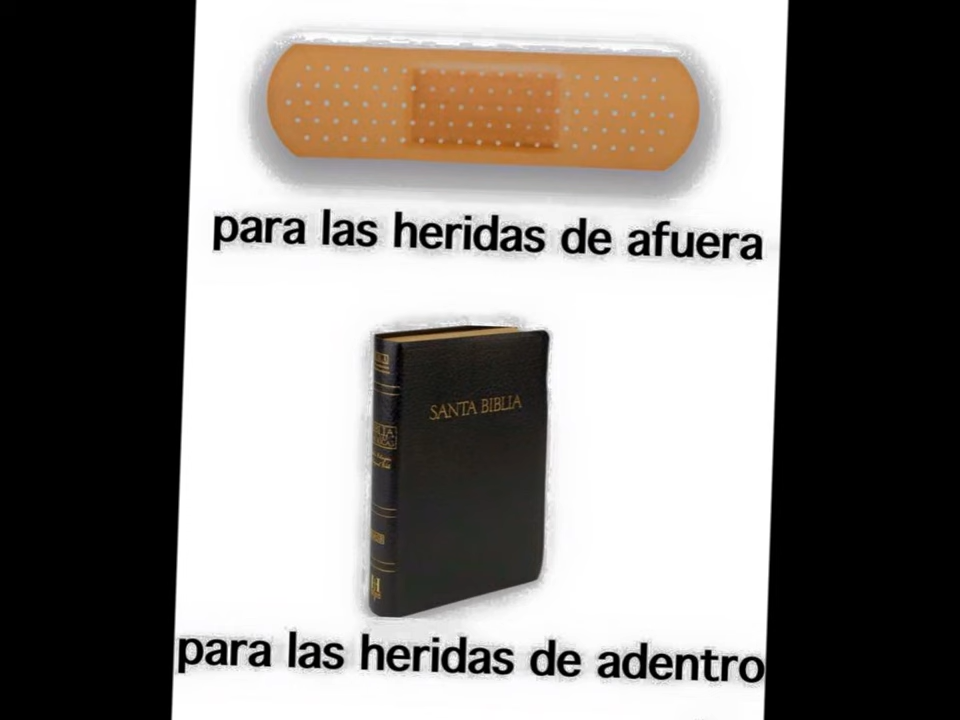 para las heridas de afuera
SANTA BIBLIA
para las heridas de adentro